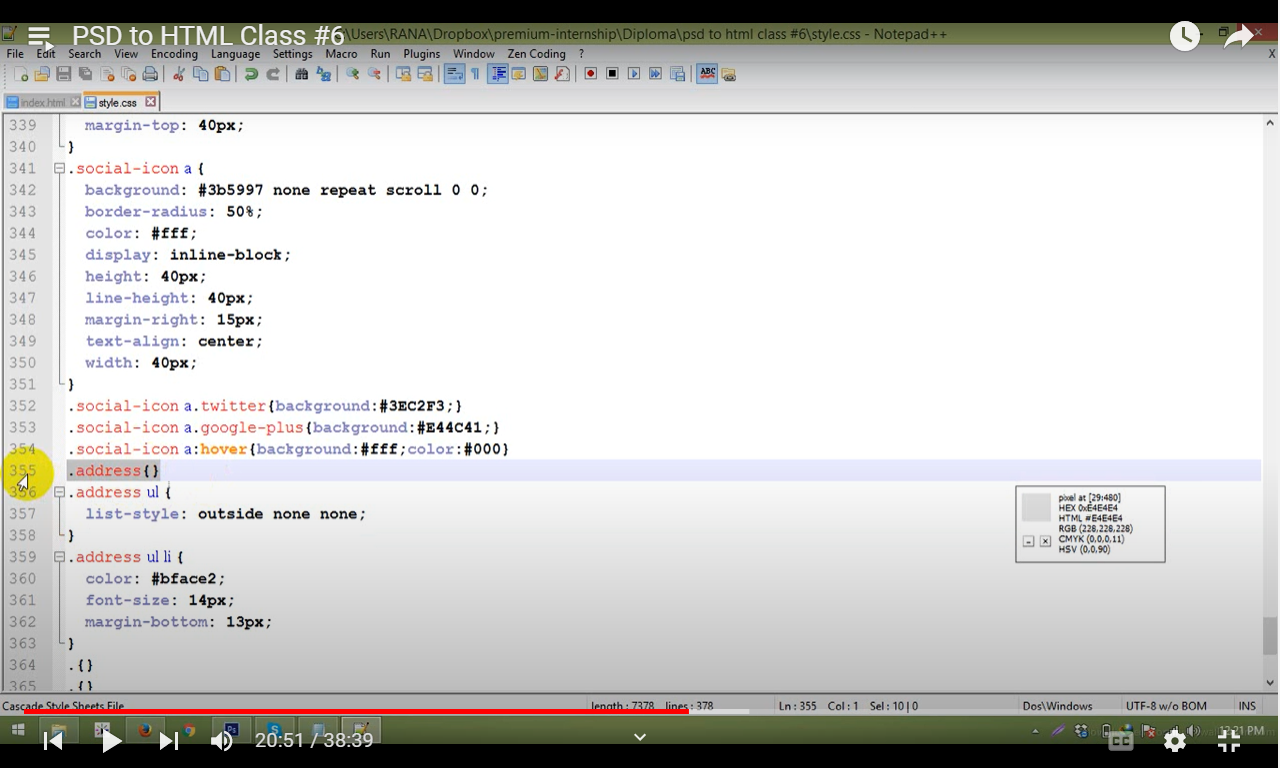 PSD to HTML Class #6
\Users\RANA\Dropbox\premium-internship\Diploma\psd to html class #6\style.css - Notepad++
File Edit Search View Encoding Language Settings Macro Run Plugins Window Zen Coding ? X
index.html style.css
339 margin-top: 40px;
340 }
341 .social-icon a {
342 background: #3b5997 none repeat scroll 0 0;
343 border-radius: 50%;
344 color: #fff;
345 display: inline-block;
346 height: 40px;
347 line-height: 40px;
348 margin-right: 15px;
349 text-align: center;
350 width: 40px;
351 }
352 .social-icon a.twitter{background:#3EC2F3;}
353 .social-icon a.google-plus{background:#E44C41;}
354 .social-icon a:hover{background:#fff;color:#000}
355 .address{}
356 .address ul {
357 list-style: outside none none;
358 }
359 .address ul li {
360 color: #bface2;
361 font-size: 14px;
362 margin-bottom: 13px;
363 }
364 .{}
365 .{}
pixel at [29:480]
HEX 0xE4E4E4
HTML #E4E4E4
RGB (228,228,228)
CMYK (0,0,0,11)
HSV (0,0,90)
Cascade Style Sheets File length : 7378 lines : 378 Ln : 355 Col : 1 Sel : 10 | 0 Dos\Windows UTF-8 w/o BOM INS
20:51 / 38:39 CC 12:21 PM